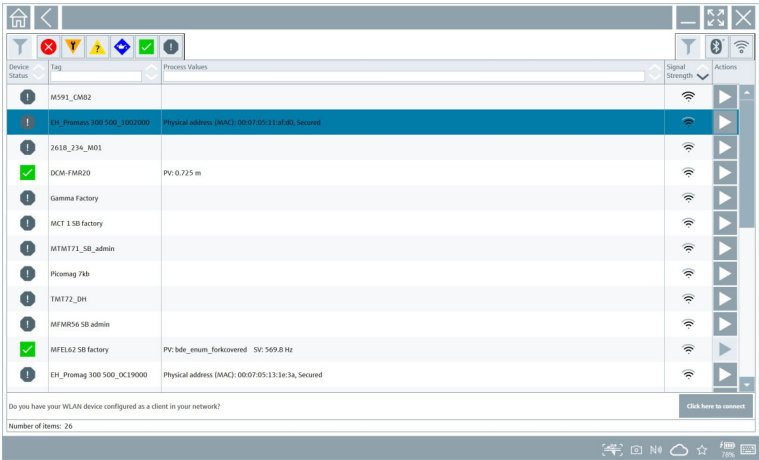 Device Status
Tag
Process Values
Signal Strength
Actions
M591_CM82
EH_Promass 300 500_1002000 Physical address (MAC): 00:07:05:11:af:d0, Secured
2618_234_M01
DCM-FMR20 PV: 0.725 m
Gamma Factory
MCT 1 SB factory
MTMT71_SB_admin
Picomag 7kb
TMT72_DH
MFMR56 SB admin
MFEL62 SB factory PV: bde_enum_forkcovered SV: 569.8 Hz
EH_Promag 300 500_0C19000 Physical address (MAC): 00:07:05:13:1e:3a, Secured
Do you have your WLAN device configured as a client in your network? Click here to connect
Number of items: 26
78%